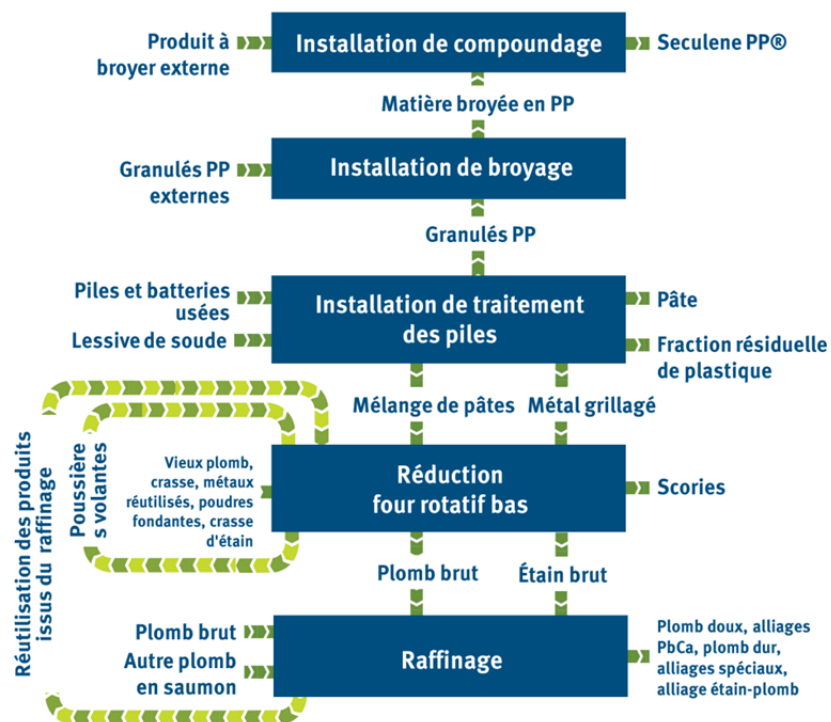 Produit à
broyer externe
Installation de compoundage
Seculene PP®
Matière broyée en PP
Granulés PP
externes
Installation de broyage
Granulés PP
Piles et batteries
usées
Lessive de soude
Installation de traitement
des piles
Pâte
Fraction résiduelle
de plastique
Mélange de pâtes
Métal grillagé
Réutilisation des produits
issus du raffinage
Poussière
s volantes
Vieux plomb,
crasse, métaux
réutilisés, poudres
fondantes, crasse
d'étain
Réduction
four rotatif bas
Scories
Plomb brut
Étain brut
Plomb brut
Autre plomb
en saumon
Raffinage
Plomb doux, alliages
PbCa, plomb dur,
alliages spéciaux,
alliage étain-plomb